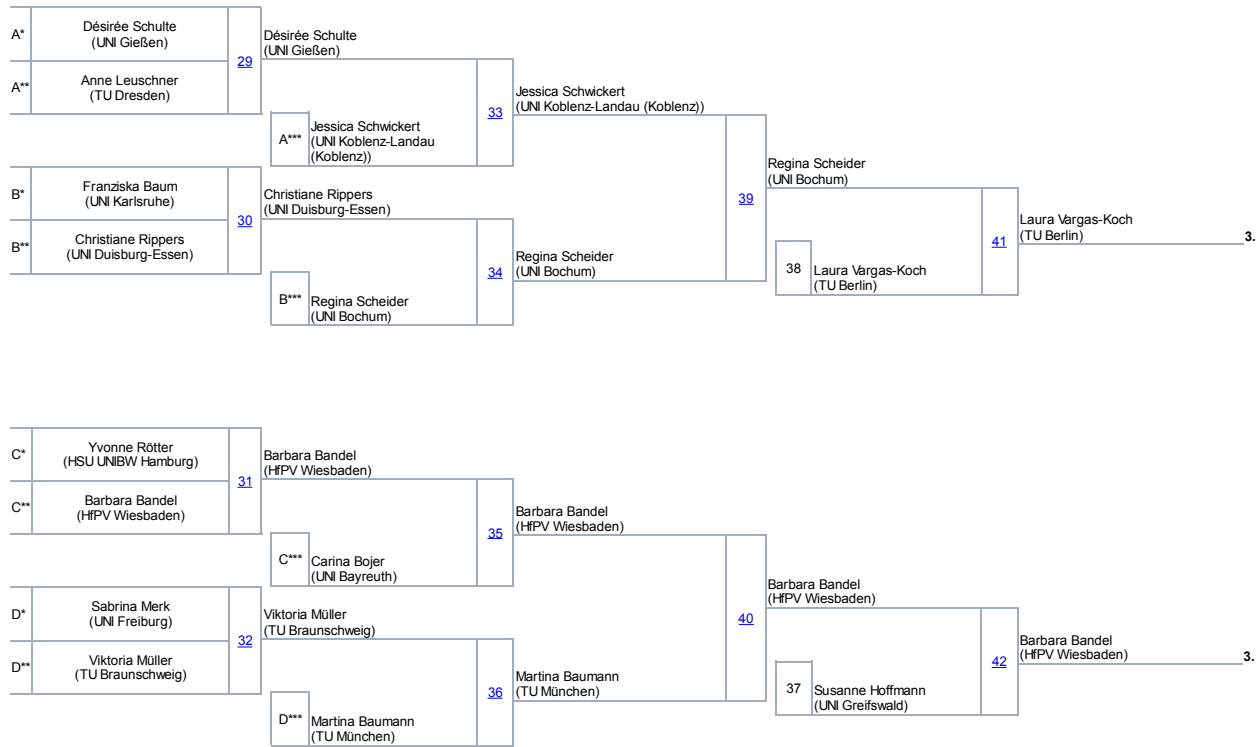 A*
Désirée Schulte
(UNI Gießen)
A**
Anne Leuschner
(TU Dresden)
29
Désirée Schulte
(UNI Gießen)
A***
Jessica Schwickert
(UNI Koblenz-Landau
(Koblenz))
33
Jessica Schwickert
(UNI Koblenz-Landau (Koblenz))
B*
Franziska Baum
(UNI Karlsruhe)
B**
Christiane Rippers
(UNI Duisburg-Essen)
30
Christiane Rippers
(UNI Duisburg-Essen)
B***
Regina Scheider
(UNI Bochum)
34
Regina Scheider
(UNI Bochum)
39
Regina Scheider
(UNI Bochum)
38
Laura Vargas-Koch
(TU Berlin)
41
Laura Vargas-Koch
(TU Berlin)
3.
C*
Yvonne Rötter
(HSU UNIBW Hamburg)
C**
Barbara Bandel
(HfPV Wiesbaden)
31
Barbara Bandel
(HfPV Wiesbaden)
C***
Carina Bojer
(UNI Bayreuth)
35
Barbara Bandel
(HfPV Wiesbaden)
D*
Sabrina Merk
(UNI Freiburg)
D**
Viktoria Müller
(TU Braunschweig)
32
Viktoria Müller
(TU Braunschweig)
D***
Martina Baumann
(TU München)
36
Martina Baumann
(TU München)
40
Barbara Bandel
(HfPV Wiesbaden)
37
Susanne Hoffmann
(UNI Greifswald)
42
Barbara Bandel
(HfPV Wiesbaden)
3.